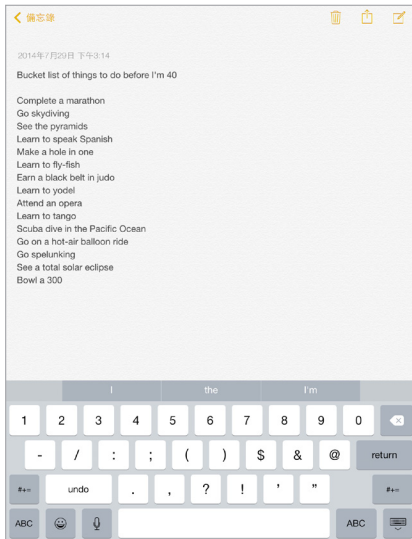 備忘錄
2014年7月29日 下午3:14
Bucket list of things to do before I'm 40
Complete a marathon
Go skydiving
See the pyramids
Learn to speak Spanish
Make a hole in one
Learn to fly-fish
Earn a black belt in judo
Learn to yodel
Attend an opera
Learn to tango
Scuba dive in the Pacific Ocean
Go on a hot-air balloon ride
Go spelunking
See a total solar eclipse
Bowl a 300
I the I'm
1 2 3 4 5 6 7 8 9 0
- / : ; ( ) $ & @ return
#+= undo . , ? ! ' " #+=
ABC ABC